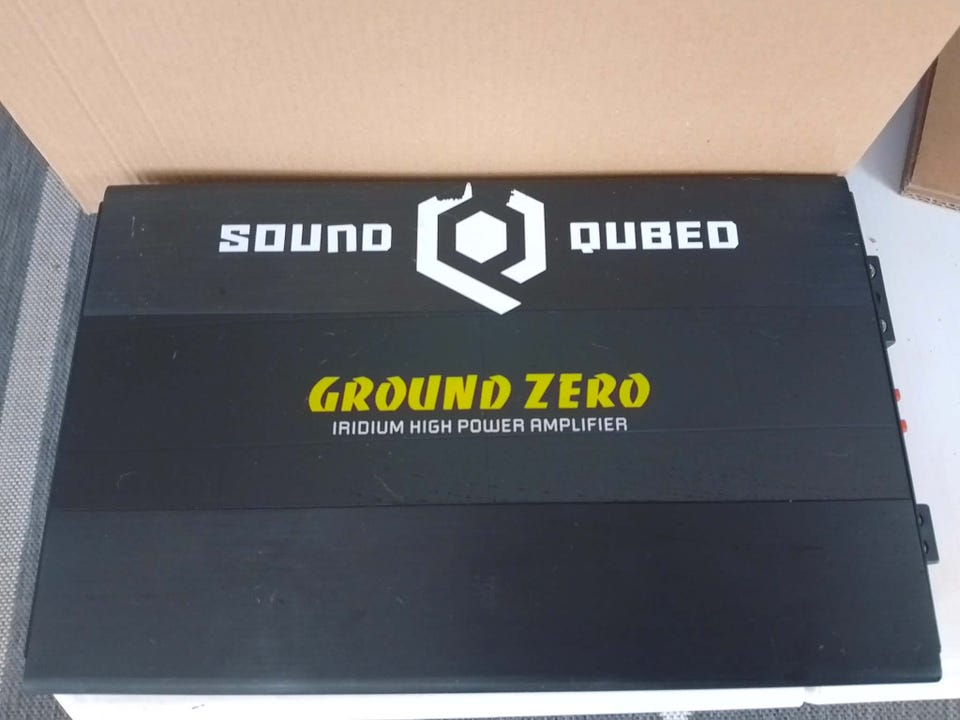 SOUND QUBED
GROUND ZERO
IRIDIUM HIGH POWER AMPLIFIER